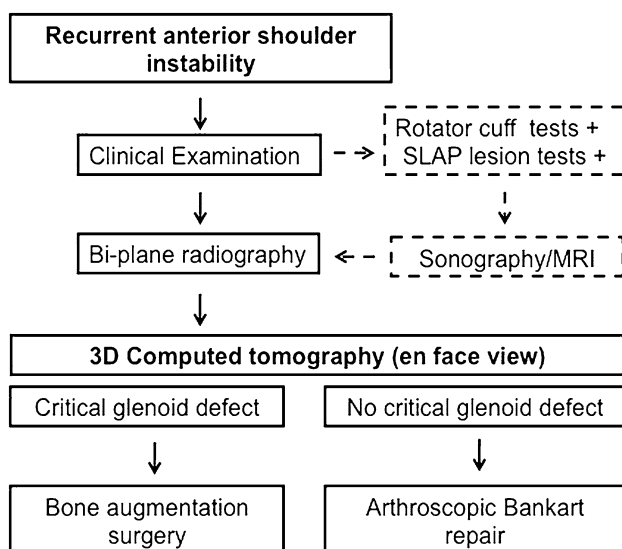 Recurrent anterior shoulder
instability
Clinical Examination
Rotator cuff tests +
SLAP lesion tests +
Bi-plane radiography
Sonography/MRI
3D Computed tomography (en face view)
Critical glenoid defect
No critical glenoid defect
Bone augmentation
surgery
Arthroscopic Bankart
repair